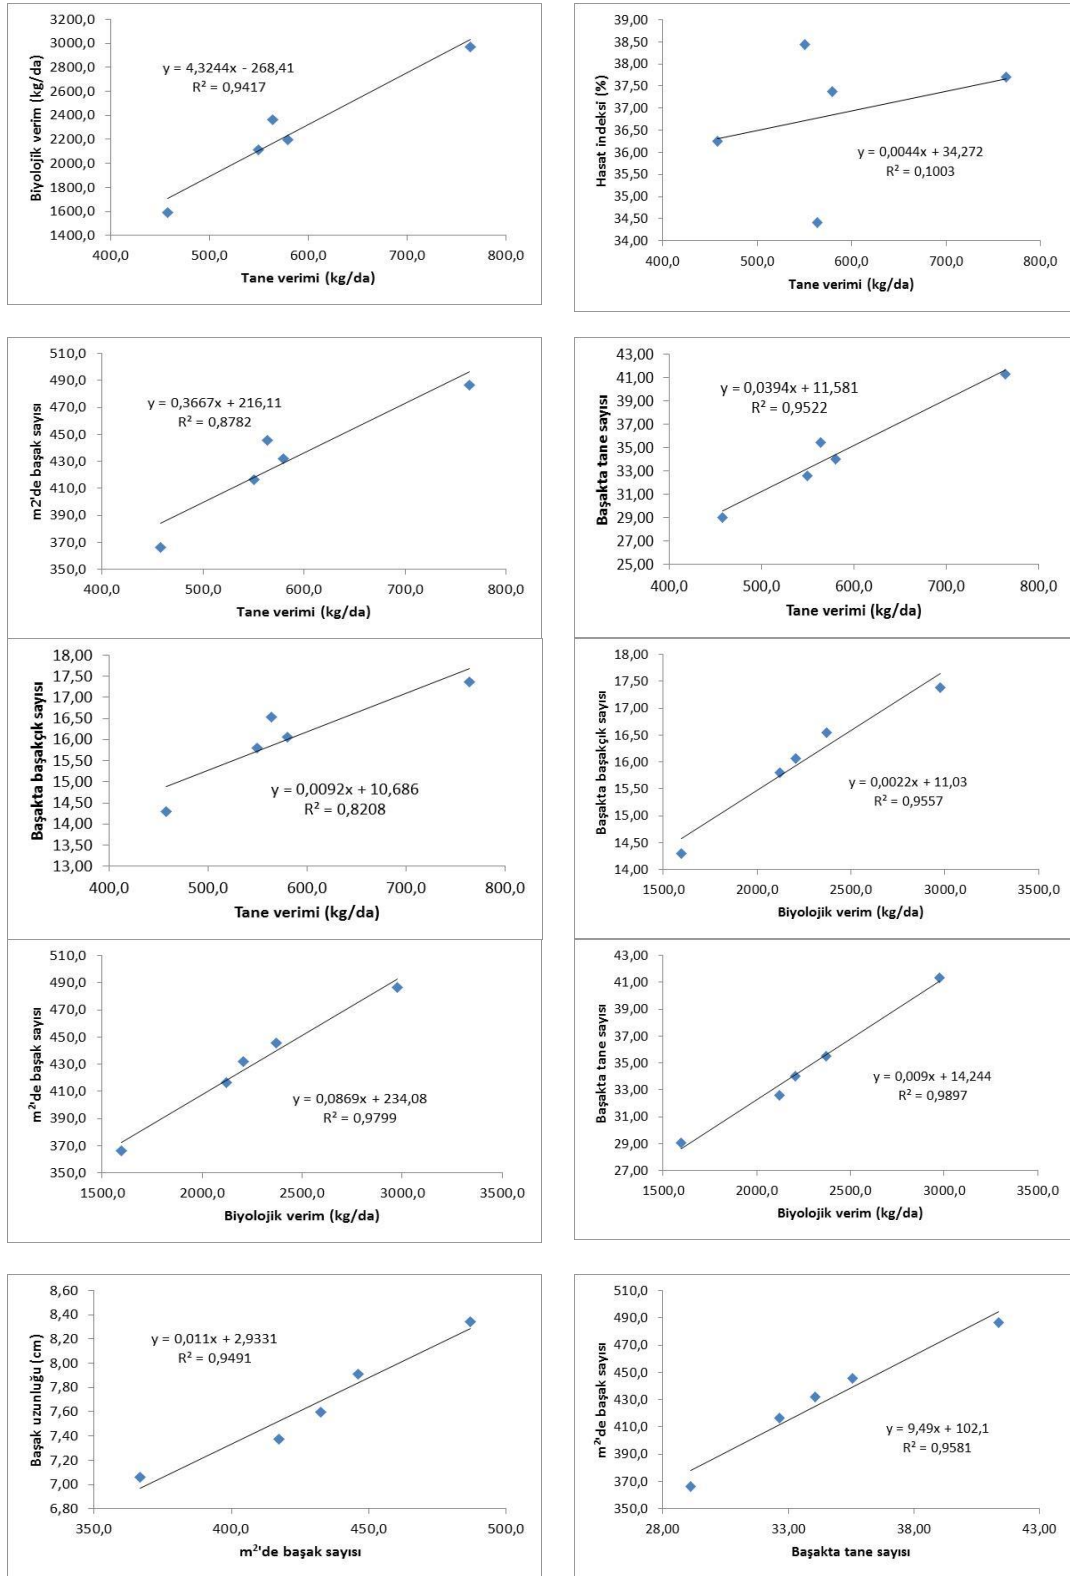 3200,0
3000,0
2800,0
2600,0
2400,0
2200,0
2000,0
1800,0
1600,0
1400,0
Biyolojik verim (kg/da)
y = 4,3244x - 268,41
R² = 0,9417
400,0 500,0 600,0 700,0 800,0
Tane verimi (kg/da)
39,00
38,50
38,00
37,50
37,00
36,50
36,00
35,50
35,00
34,50
34,00
Hasat indeksi (%)
y = 0,0044x + 34,272
R² = 0,1003
400,0 500,0 600,0 700,0 800,0
Tane verimi (kg/da)
510,0
490,0
470,0
450,0
430,0
410,0
390,0
370,0
350,0
m2'de başak sayısı
y = 0,3667x + 216,11
R² = 0,8782
400,0 500,0 600,0 700,0 800,0
Tane verimi (kg/da)
43,00
41,00
39,00
37,00
35,00
33,00
31,00
29,00
27,00
25,00
Başakta tane sayısı
y = 0,0394x + 11,581
R² = 0,9522
400,0 500,0 600,0 700,0 800,0
Tane verimi (kg/da)
18,00
17,50
17,00
16,50
16,00
15,50
15,00
14,50
14,00
13,50
13,00
Başakta başakçık sayısı
y = 0,0092x + 10,686
R² = 0,8208
400,0 500,0 600,0 700,0 800,0
Tane verimi (kg/da)
18,00
17,50
17,00
16,50
16,00
15,50
15,00
14,50
14,00
Başakta başakçık sayısı
y = 0,0022x + 11,03
R² = 0,9557
1500,0 2000,0 2500,0 3000,0 3500,0
Biyolojik verim (kg/da)
510,0
490,0
470,0
450,0
430,0
410,0
390,0
370,0
350,0
m²'de başak sayısı
y = 0,0869x + 234,08
R² = 0,9799
1500,0 2000,0 2500,0 3000,0 3500,0
Biyolojik verim (kg/da)
43,00
41,00
39,00
37,00
35,00
33,00
31,00
29,00
27,00
Başakta tane sayısı
y = 0,009x + 14,244
R² = 0,9897
1500,0 2000,0 2500,0 3000,0 3500,0
Biyolojik verim (kg/da)
8,60
8,40
8,20
8,00
7,80
7,60
7,40
7,20
7,00
6,80
Başak uzunluğu (cm)
y = 0,011x + 2,9331
R² = 0,9491
350,0 400,0 450,0 500,0
m²'de başak sayısı
510,0
490,0
470,0
450,0
430,0
410,0
390,0
370,0
350,0
m²'de başak sayısı
y = 9,49x + 102,1
R² = 0,9581
28,00 33,00 38,00 43,00
Başakta tane sayısı